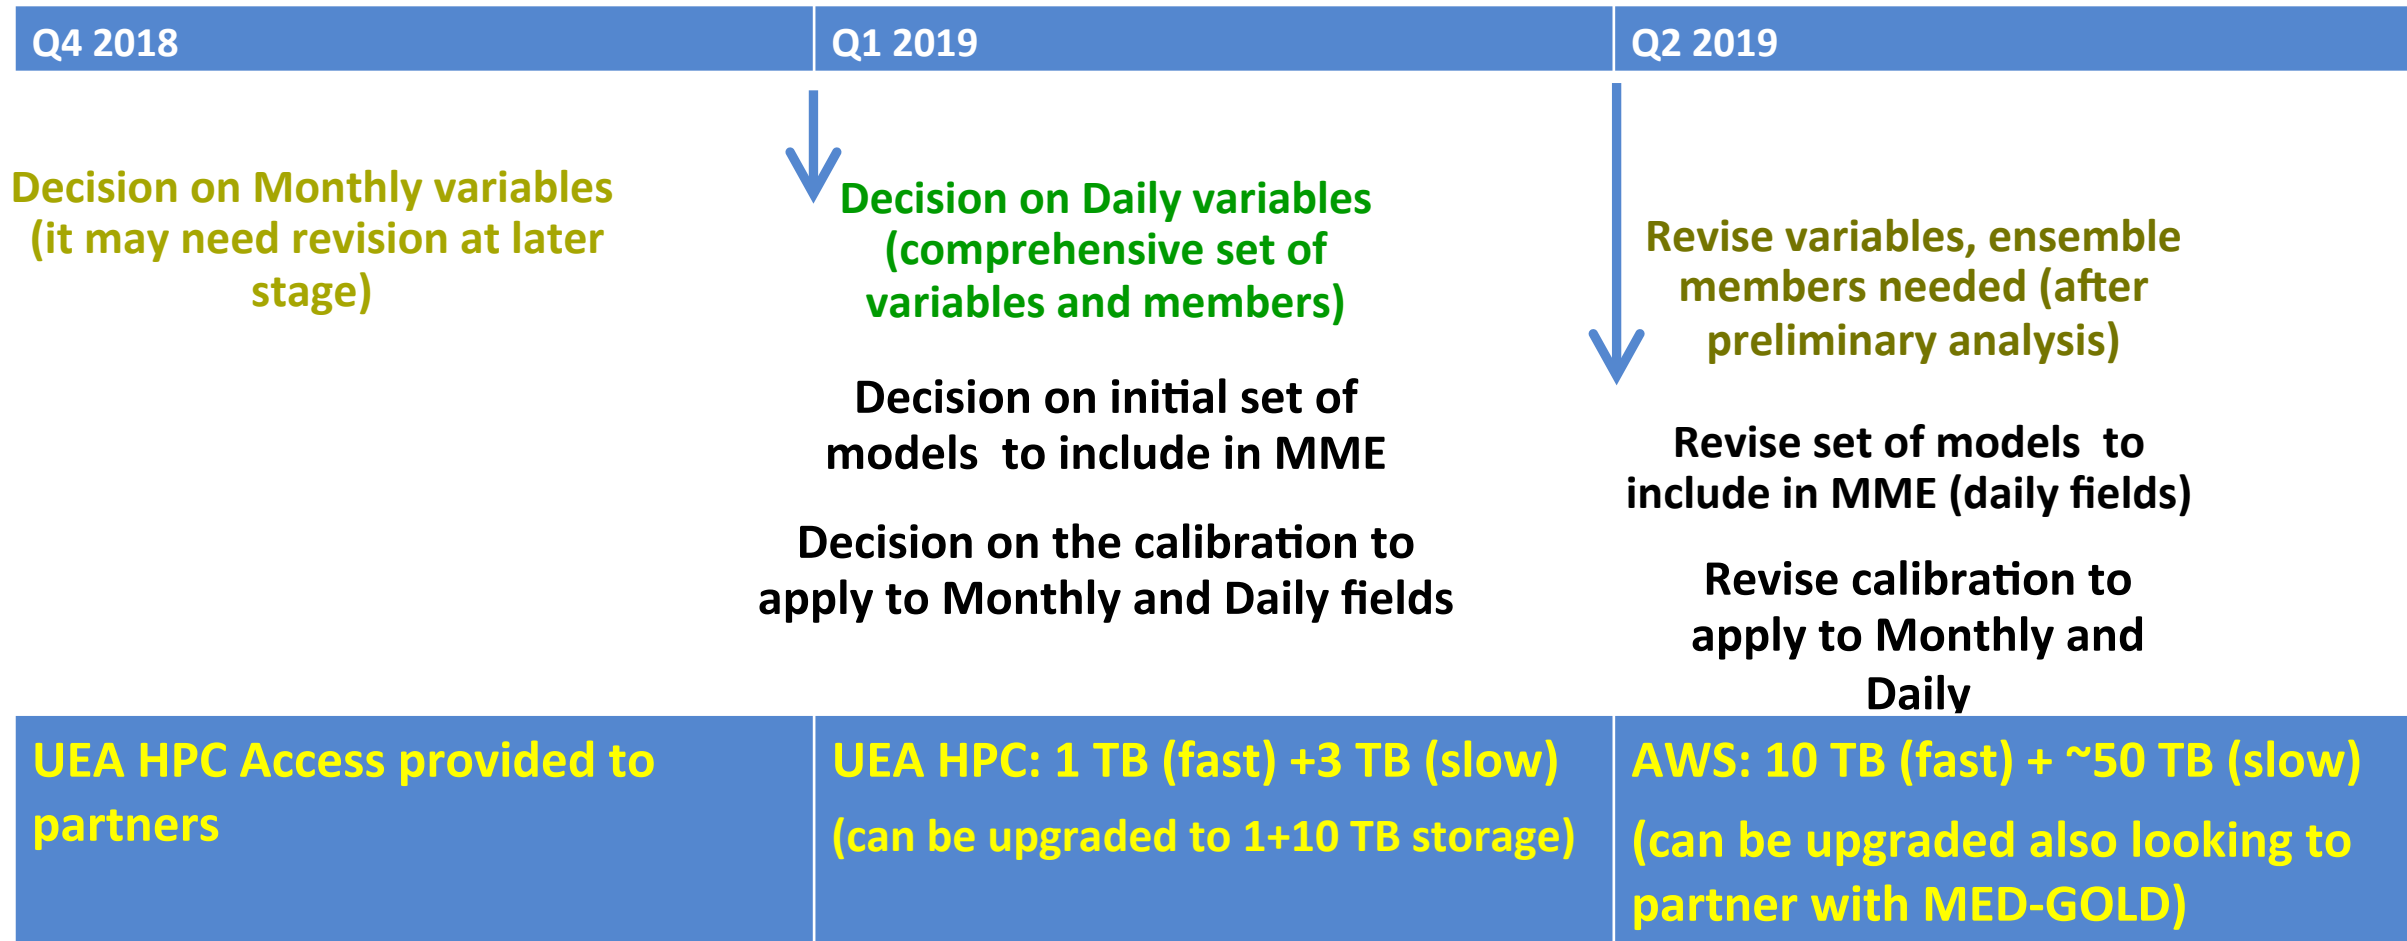 Q4 2018
Q1 2019
Q2 2019
Decision on Monthly variables
(it may need revision at later
stage)
Decision on Daily variables
(comprehensive set of
variables and members)
Decision on initial set of
models  to include in MME
Decision on the calibration to
apply to Monthly and Daily fields
Revise variables, ensemble
members needed (after
preliminary analysis)
Revise set of models  to
include in MME (daily fields)
Revise calibration to
apply to Monthly and
Daily
UEA HPC Access provided to
partners
UEA HPC: 1 TB (fast) +3 TB (slow)
(can be upgraded to 1+10 TB storage)
AWS: 10 TB (fast) + ~50 TB (slow)
(can be upgraded also looking to
partner with MED-GOLD)